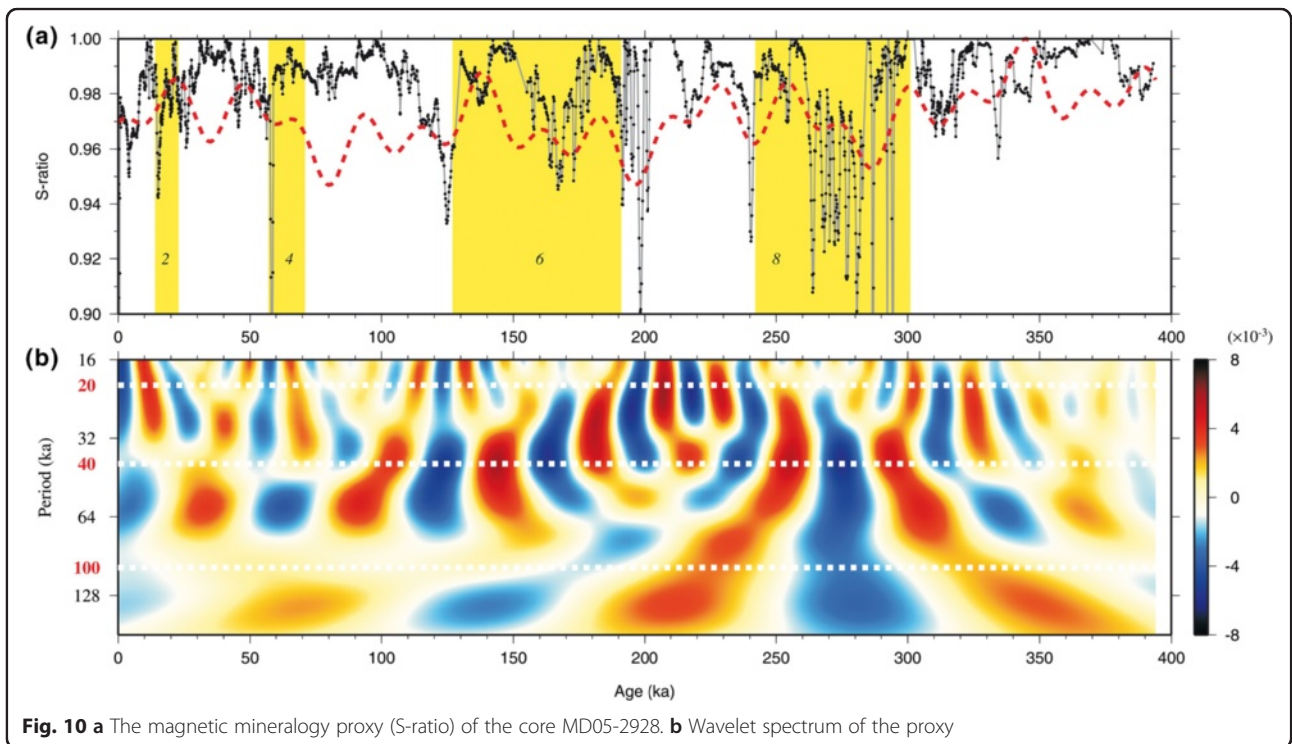 (a)
1.00
0.98
0.96
0.94
0.92
0.90
S-ratio
2
4
6
8
0 50 100 150 200 250 300 350 400
(b)
16
20
32
40
64
100
128
Period (ka)
0 50 100 150 200 250 300 350 400
Age (ka)
(×10-3)
8
4
0
-4
-8
Fig. 10 a The magnetic mineralogy proxy (S-ratio) of the core MD05-2928. b Wavelet spectrum of the proxy